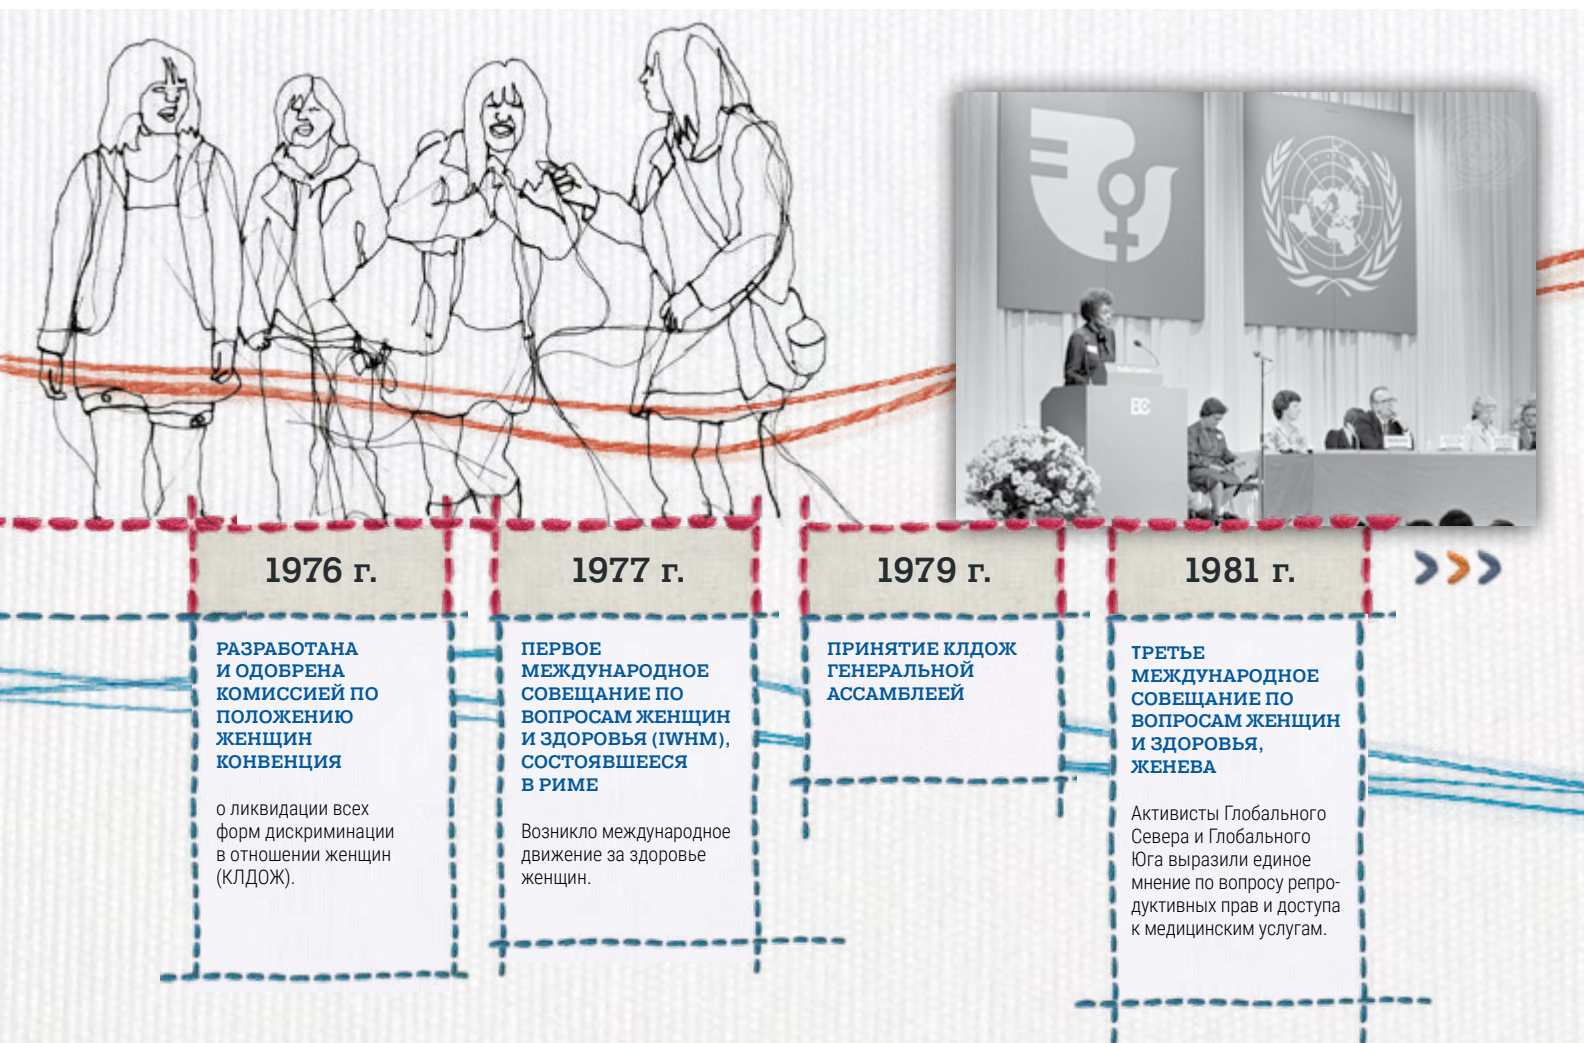 BC
1976 г.
РАЗРАБОТАНА
И ОДОБРЕНА
КОМИССИЕЙ ПО
ПОЛОЖЕНИЮ
ЖЕНЩИН
КОНВЕНЦИЯ
о ликвидации всех
форм дискриминации
в отношении женщин
(КЛДОЖ).
1977 г.
ПЕРВОЕ
МЕЖДУНАРОДНОЕ
СОВЕЩАНИЕ ПО
ВОПРОСАМ ЖЕНЩИН
И ЗДОРОВЬЯ (IWHM),
СОСТОЯВШЕЕСЯ
В РИМЕ
Возникло международное
движение за здоровье
женщин.
1979 г.
ПРИНЯТИЕ КЛДОЖ
ГЕНЕРАЛЬНОЙ
АССАМБЛЕЕЙ
1981 г.
ТРЕТЬЕ
МЕЖДУНАРОДНОЕ
СОВЕЩАНИЕ ПО
ВОПРОСАМ ЖЕНЩИН
И ЗДОРОВЬЯ,
ЖЕНЕВА
Активисты Глобального
Севера и Глобального
Юга выразили единое
мнение по вопросу репро-
дуктивных прав и доступа
к медицинским услугам.